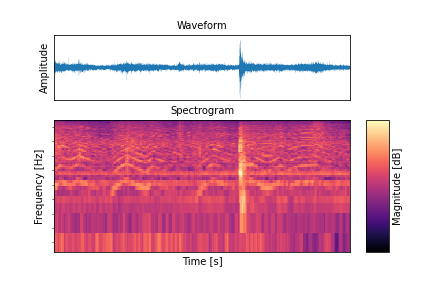 Waveform
Amplitude
Spectrogram
Frequency [Hz]
Magnitude [dB]
Time [s]